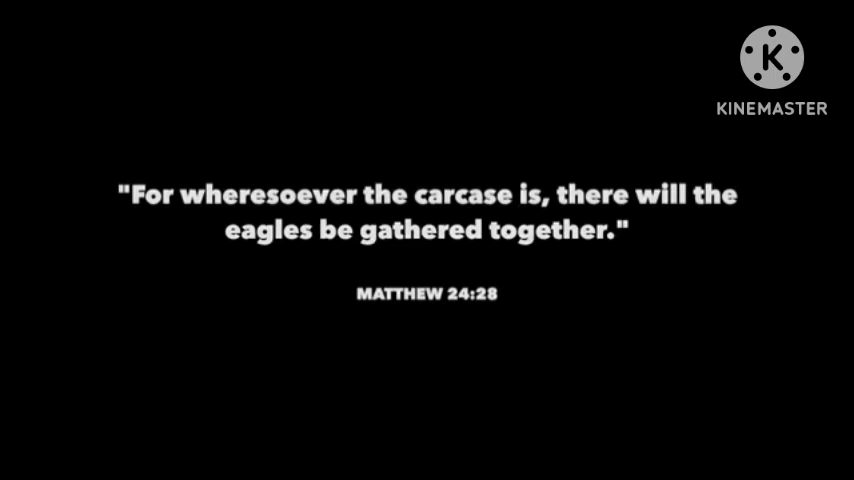 K
KINEMASTER
"For wheresoever the carcase is, there will the
eagles be gathered together."
MATTHEW 24:28